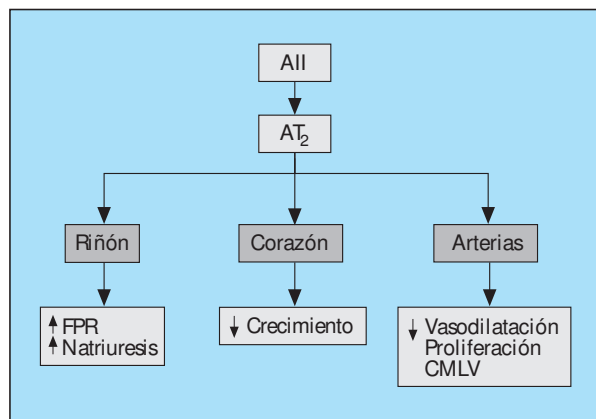 AII
AT₂
Riñón
Corazón
Arterias
↑ FPR
↑ Natriuresis
↓ Crecimiento
↓ Vasodilatación
Proliferación
CMLV